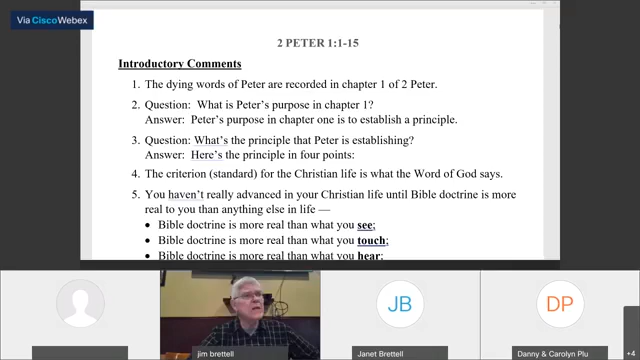 Via CiscoWebex
2 PETER 1:1-15
Introductory Comments
1. The dying words of Peter are recorded in chapter 1 of 2 Peter.
2. Question: What is Peter's purpose in chapter 1?
Answer: Peter's purpose in chapter one is to establish a principle.
3. Question: What's the principle that Peter is establishing?
Answer: Here's the principle in four points:
4. The criterion (standard) for the Christian life is what the Word of God says.
5. You haven't really advanced in your Christian life until Bible doctrine is more
real to you than anything else in life —
• Bible doctrine is more real than what you see;
• Bible doctrine is more real than what you touch;
• Bible doctrine is more real than what you hear;
JB
DP
jim brettell
Janet Brettell
Danny & Carolyn Plu
+4